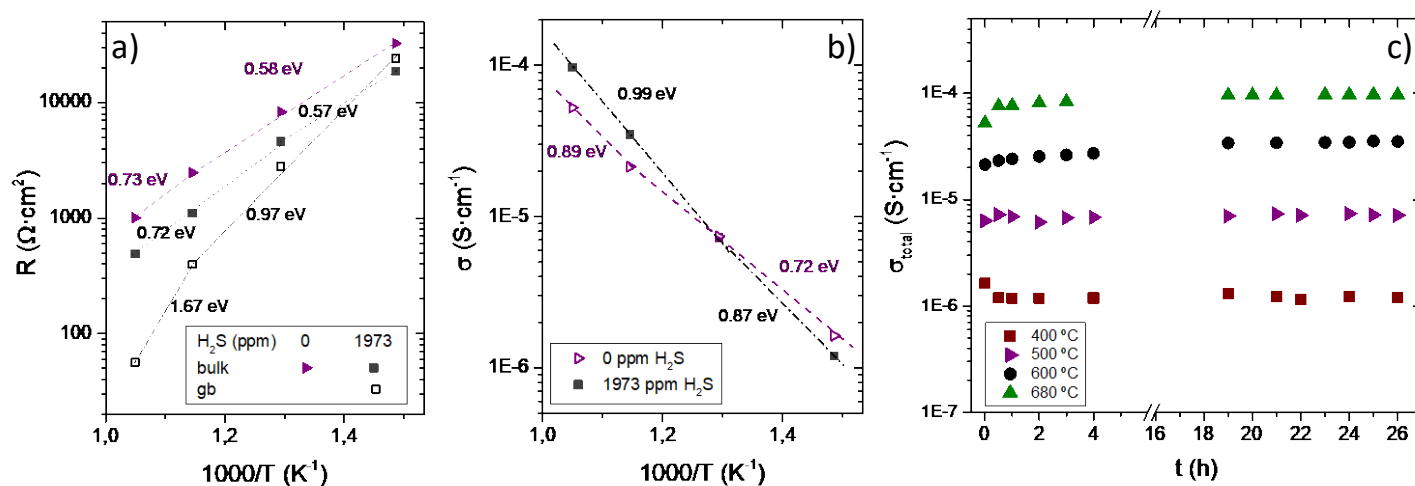 a)
R (Ω·cm²)
10000
1000
100
0.58 eV
0.57 eV
0.73 eV
0.72 eV
0.97 eV
1.67 eV
H₂S (ppm) 0 1973
bulk
gb
1,0 1,2 1,4
1000/T (K⁻¹)
b)
σ (S·cm⁻¹)
1E-4
1E-5
1E-6
0.99 eV
0.89 eV
0.72 eV
0.87 eV
0 ppm H₂S
1973 ppm H₂S
1,0 1,2 1,4
1000/T (K⁻¹)
c)
σtotal (S·cm⁻¹)
1E-4
1E-5
1E-6
1E-7
400 ºC
500 ºC
600 ºC
680 ºC
0 2 4 16 18 20 22 24 26
t (h)